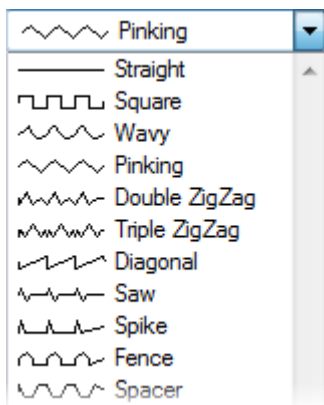 Pinking
Straight
Square
Wavy
Pinking
Double ZigZag
Triple ZigZag
Diagonal
Saw
Spike
Fence
Spacer